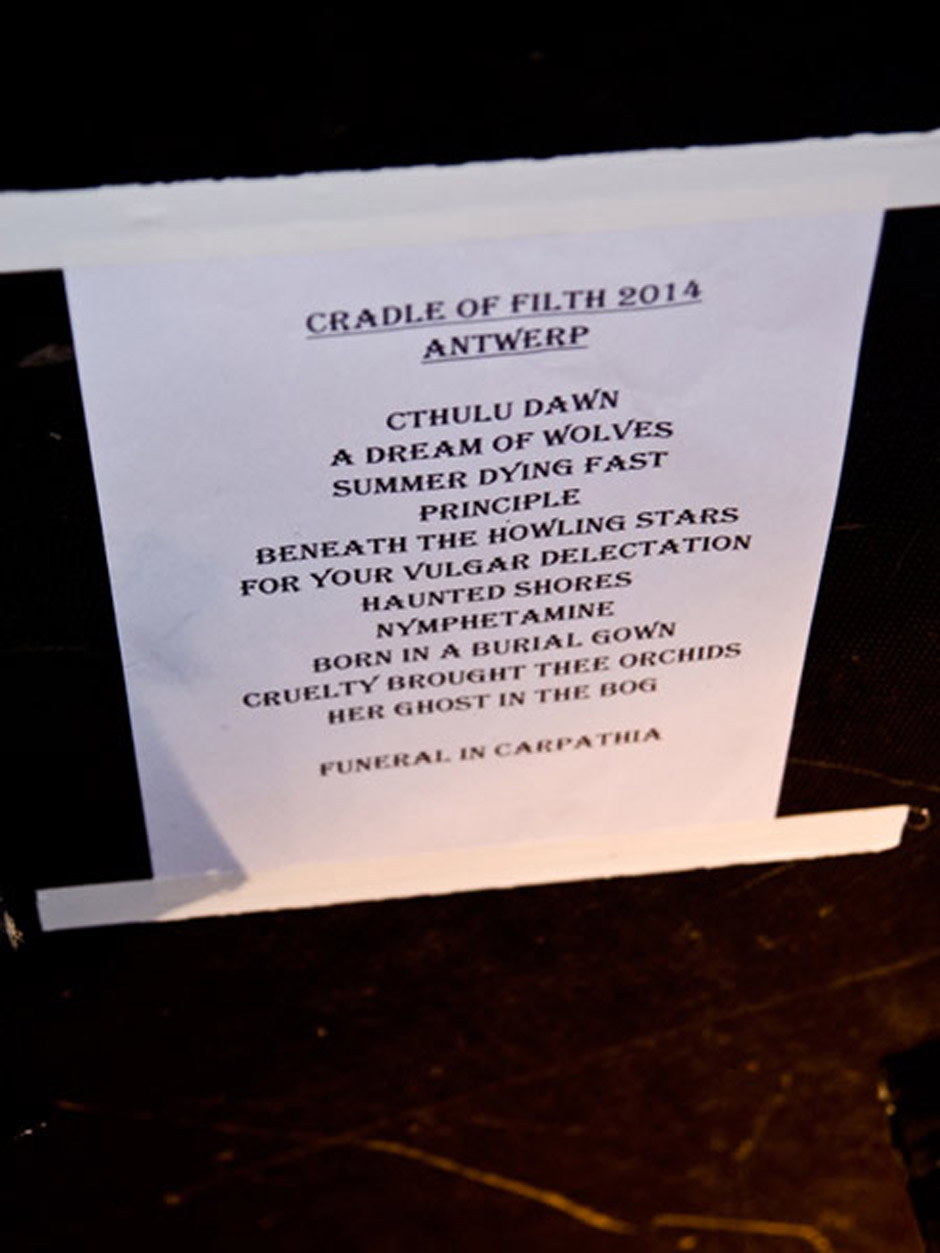 CRADLE OF FILTH 2014
ANTWERP
CTHULU DAWN
A DREAM OF WOLVES
SUMMER DYING FAST
PRINCIPLE
BENEATH THE HOWLING STARS
FOR YOUR VULGAR DELECTATION
HAUNTED SHORES
NYMPHETAMINE
BORN IN A BURIAL GOWN
CRUELTY BROUGHT THEE ORCHIDS
HER GHOST IN THE BOG
FUNERAL IN CARPATHIA